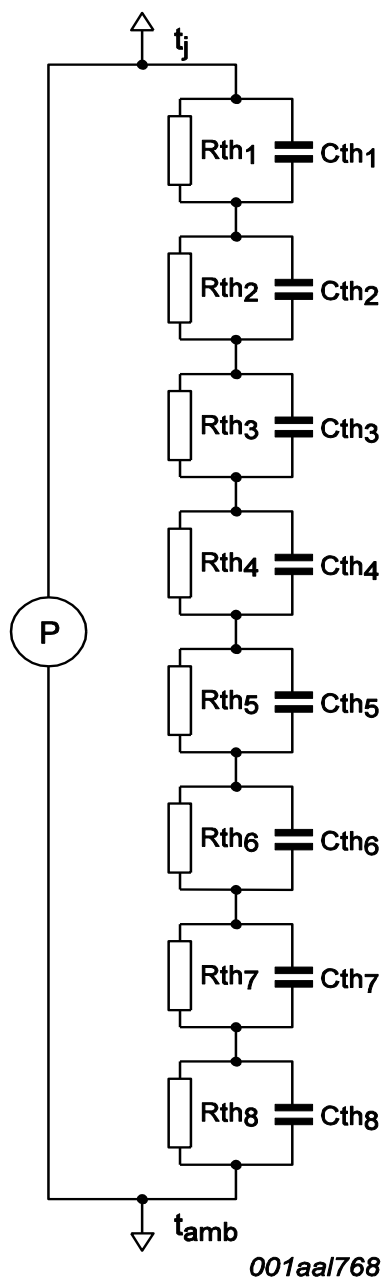 tj
Rth1 Cth1
Rth2 Cth2
Rth3 Cth3
Rth4 Cth4
P
Rth5 Cth5
Rth6 Cth6
Rth7 Cth7
Rth8 Cth8
tamb
001aal768